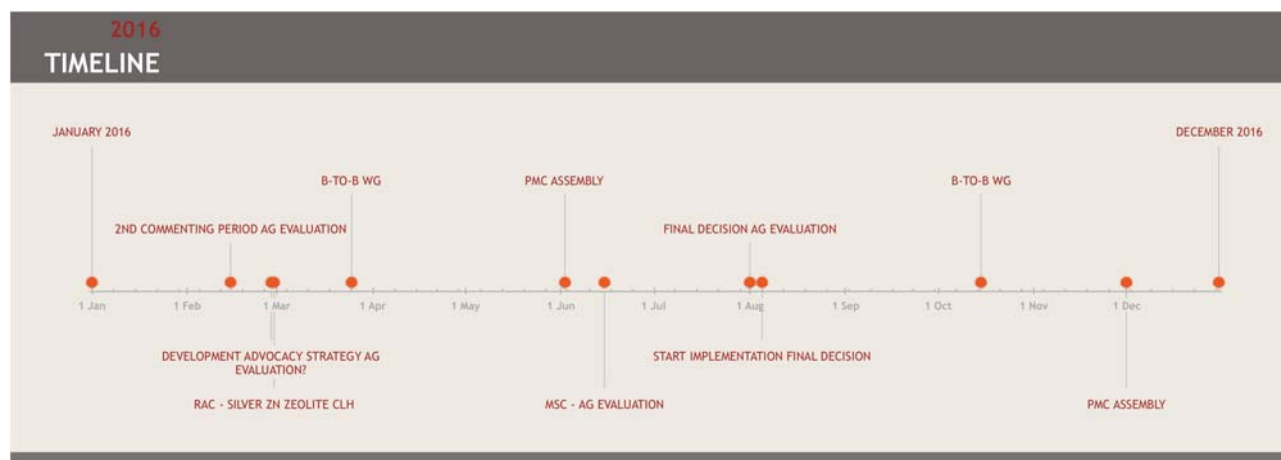 2016
TIMELINE
JANUARY 2016
DECEMBER 2016
B-TO-B WG
PMC ASSEMBLY
B-TO-B WG
2ND COMMENTING PERIOD AG EVALUATION
FINAL DECISION AG EVALUATION
1 Jan
1 Feb
1 Mar
1 Apr
1 May
1 Jun
1 Jul
1 Aug
1 Sep
1 Oct
1 Nov
1 Dec
DEVELOPMENT ADVOCACY STRATEGY AG
EVALUATION?
START IMPLEMENTATION FINAL DECISION
RAC - SILVER ZN ZEOLITE CLH
MSC - AG EVALUATION
PMC ASSEMBLY